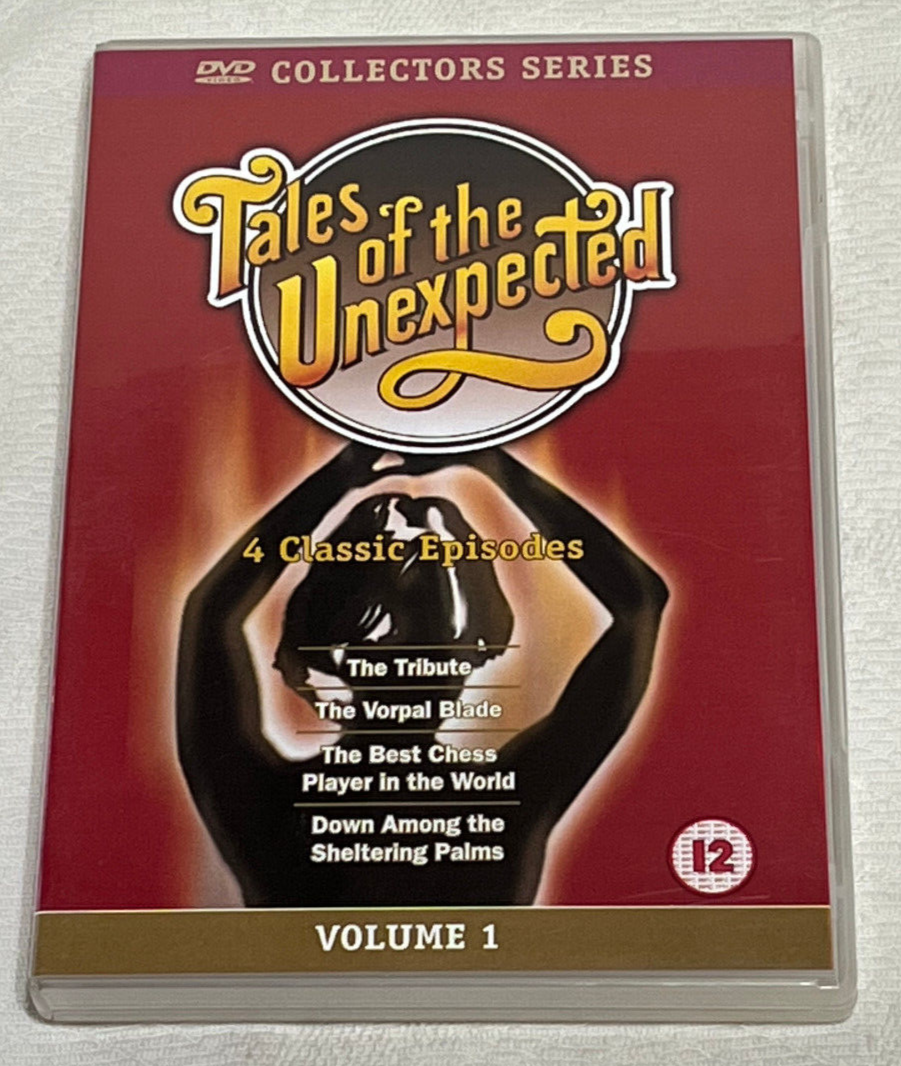 DVD VIDEO COLLECTORS SERIES
Tales of the
Unexpected
4 Classic Episodes
The Tribute
The Vorpal Blade
The Best Chess
Player in the World
Down Among the
Sheltering Palms
12
VOLUME 1